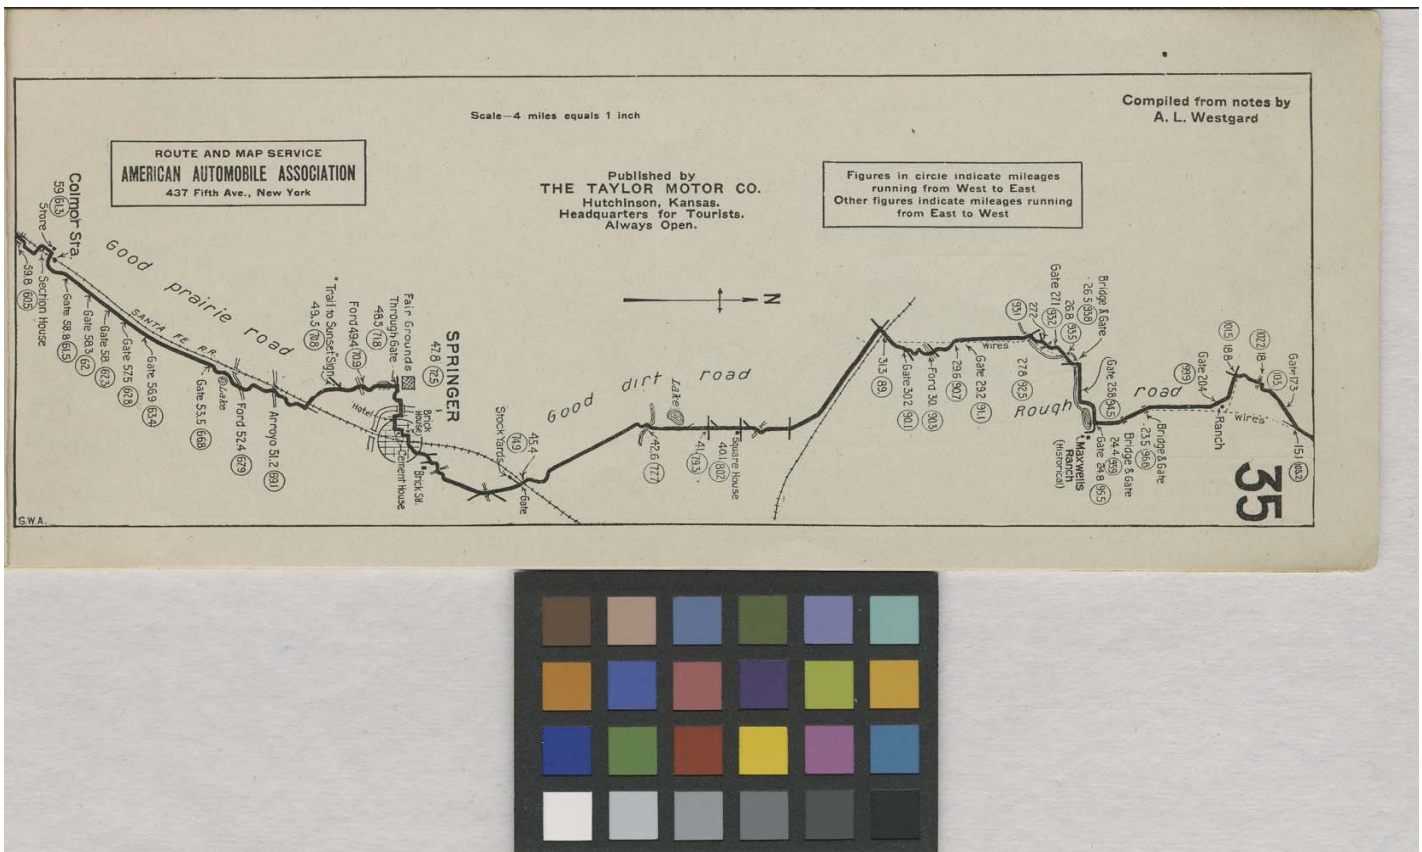 Compiled from notes by
A. L. Westgard
Scale—4 miles equals 1 inch
ROUTE AND MAP SERVICE
AMERICAN AUTOMOBILE ASSOCIATION
437 Fifth Ave., New York
Published by
THE TAYLOR MOTOR CO.
Hutchinson, Kansas.
Headquarters for Tourists.
Always Open.
Figures in circle indicate mileages
running from West to East
Other figures indicate mileages running
from East to West
N
35
Colmor Sta.
59 (61.3)
Store
59.8 (60.5)
Section House
Gate 58.8 (61.5)
Gate 58.3 (62)
Gate 58. (62.3)
Gate 57.5 (62.8)
Gate 56.9 (63.4)
Good prairie road
SANTA FE R.R.
Gate 53.5 (66.8)
Lake
Ford 52.4 (67.9)
Arroyo 51.2 (69.1)
"Trail to Sunset" Sign
49.5 (70.8)
Ford 49.4 (70.9)
Through Gate
48.5 (71.8)
Fair Grounds
SPRINGER
47.8 (72.5)
Hotel
Brick
House
Cement House
Brick Sll.
Stock Yards
45.4
(74.9)
Gate
Good dirt road
Lake
42.6 (77.7)
41 (79.3)
40.1 (80.2)
Square House
31.3 (89.)
Gate 30.2 (90.1)
Ford 30. (90.3)
29.6 (90.7)
Gate 29.2 (91.1)
wires
27.8 (92.5)
27.2
(93.1)
Gate 27.1 (93.2)
26.8 (93.5)
Bridge & Gate
26.5 (93.8)
Rough road
Gate 25.8 (94.5)
Maxwells
Ranch
(Historical)
Gate 24.8 (95.5)
Bridge & Gate
24.4 (95.9)
Bridge & Gate
23.5 (96.8)
Gate 20.4
(99.9)
Ranch
wires
(101.5) 18.8
(102.2) 18
Gate 17.3
(103)
15.1 (105.2)
G.W.A.